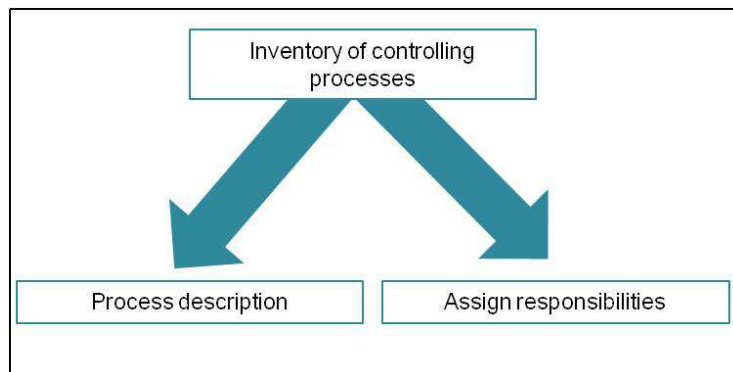 Inventory of controlling
processes
Process description
Assign responsibilities